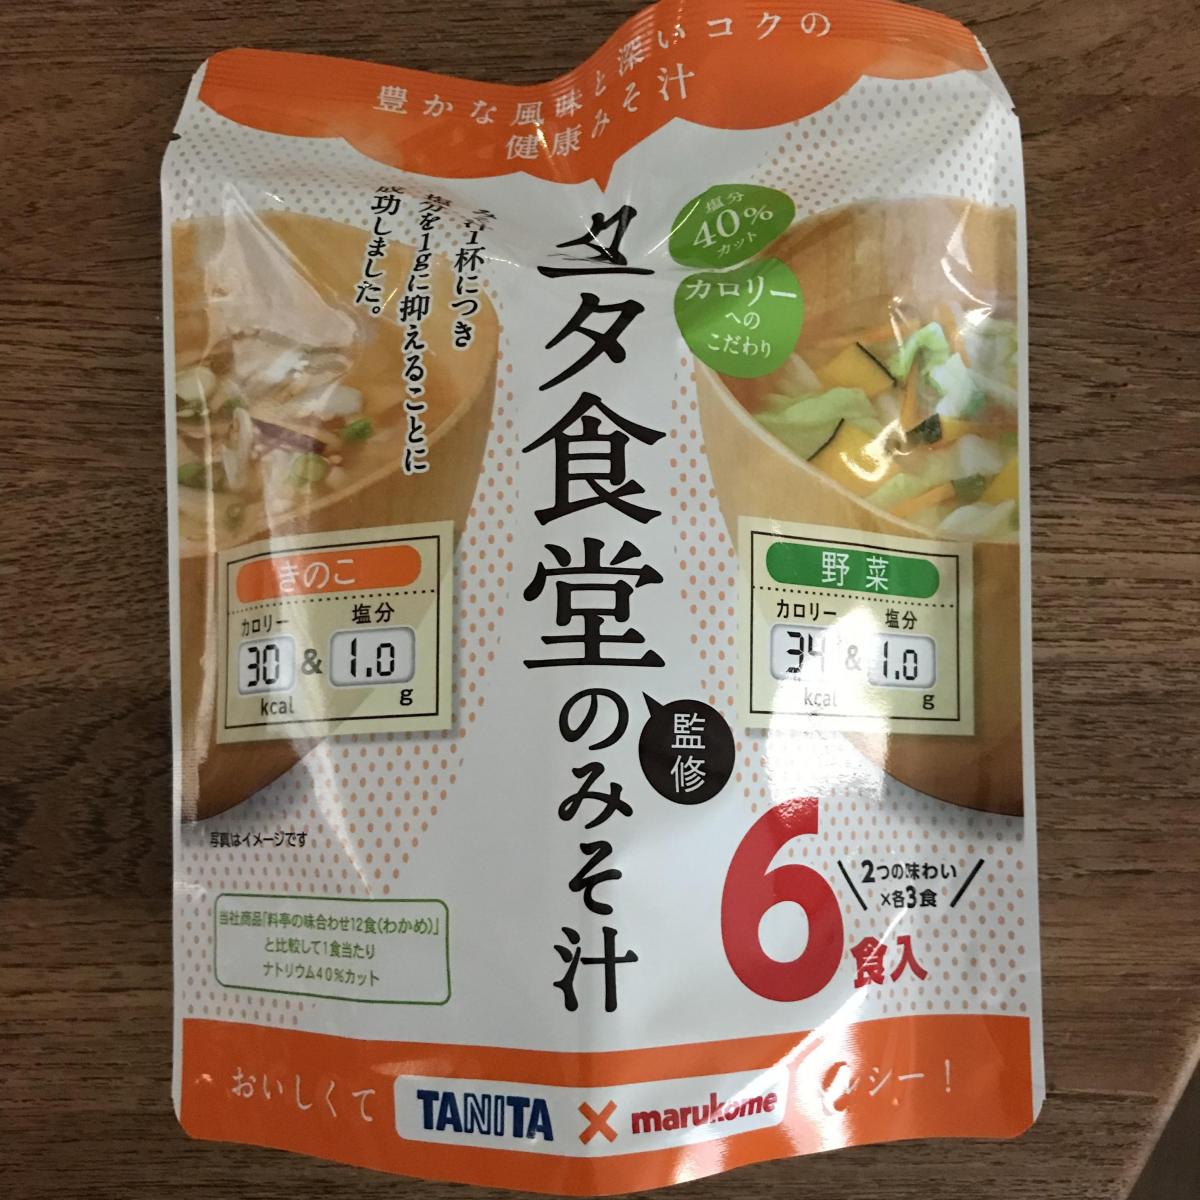 豊かな風味と深いコクの
健康みそ汁
塩分
40%
カット
カロリー
への
こだわり
1杯につき
塩分を1gに抑えることに
成功しました。
タ食堂のみそ汁
監修
きのこ
カロリー 塩分
30 & 1.0
kcal g
野菜
カロリー 塩分
34 & 1.0
kcal g
写真はイメージです
6食入
2つの味わい
×各3食
当社商品「料亭の味合わせ12食(わかめ)」
と比較して1食当たり
ナトリウム40%カット
おいしくて TANITA × marukome ルシー!